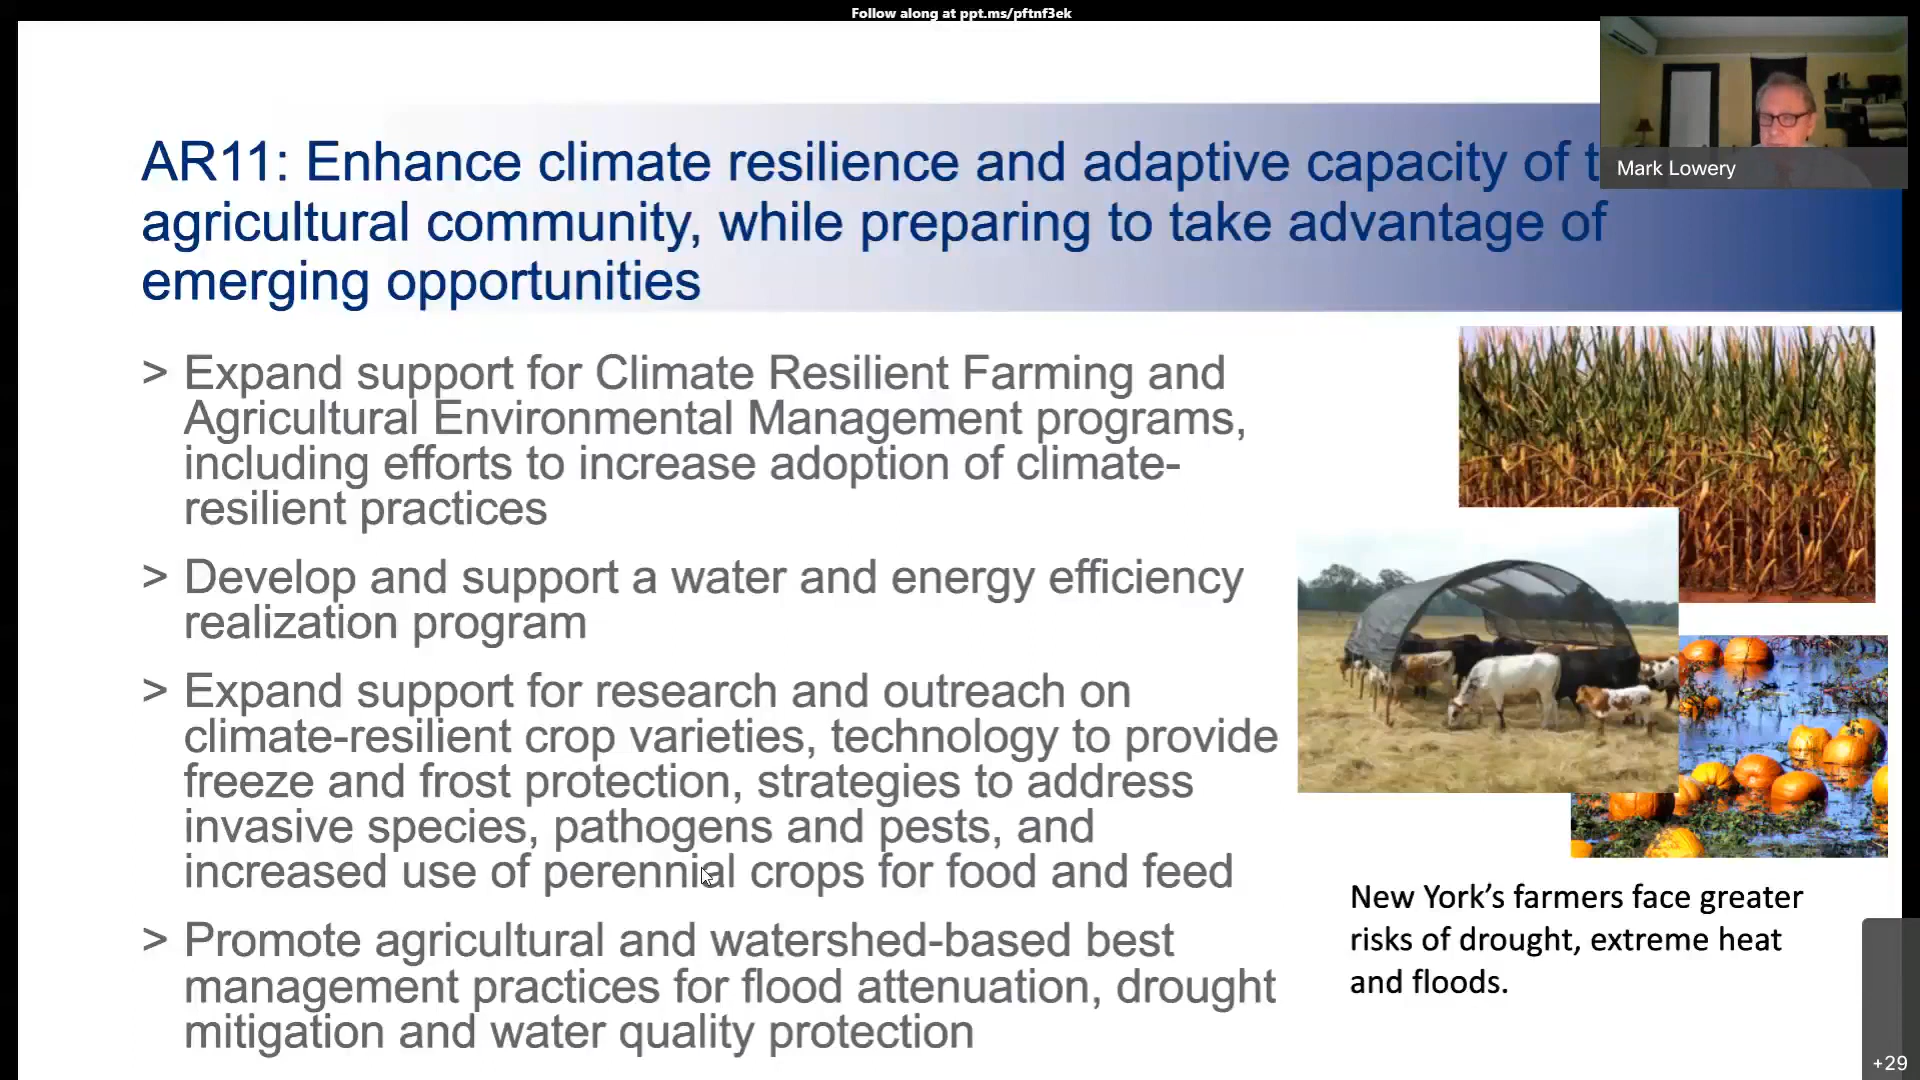 Follow along at ppt.ms/pftnf3ek
Mark Lowery
AR11: Enhance climate resilience and adaptive capacity of t
agricultural community, while preparing to take advantage of
emerging opportunities
> Expand support for Climate Resilient Farming and
Agricultural Environmental Management programs,
including efforts to increase adoption of climate-
resilient practices
> Develop and support a water and energy efficiency
realization program
> Expand support for research and outreach on
climate-resilient crop varieties, technology to provide
freeze and frost protection, strategies to address
invasive species, pathogens and pests, and
increased use of perennial crops for food and feed
> Promote agricultural and watershed-based best
management practices for flood attenuation, drought
mitigation and water quality protection
New York’s farmers face greater
risks of drought, extreme heat
and floods.
+29